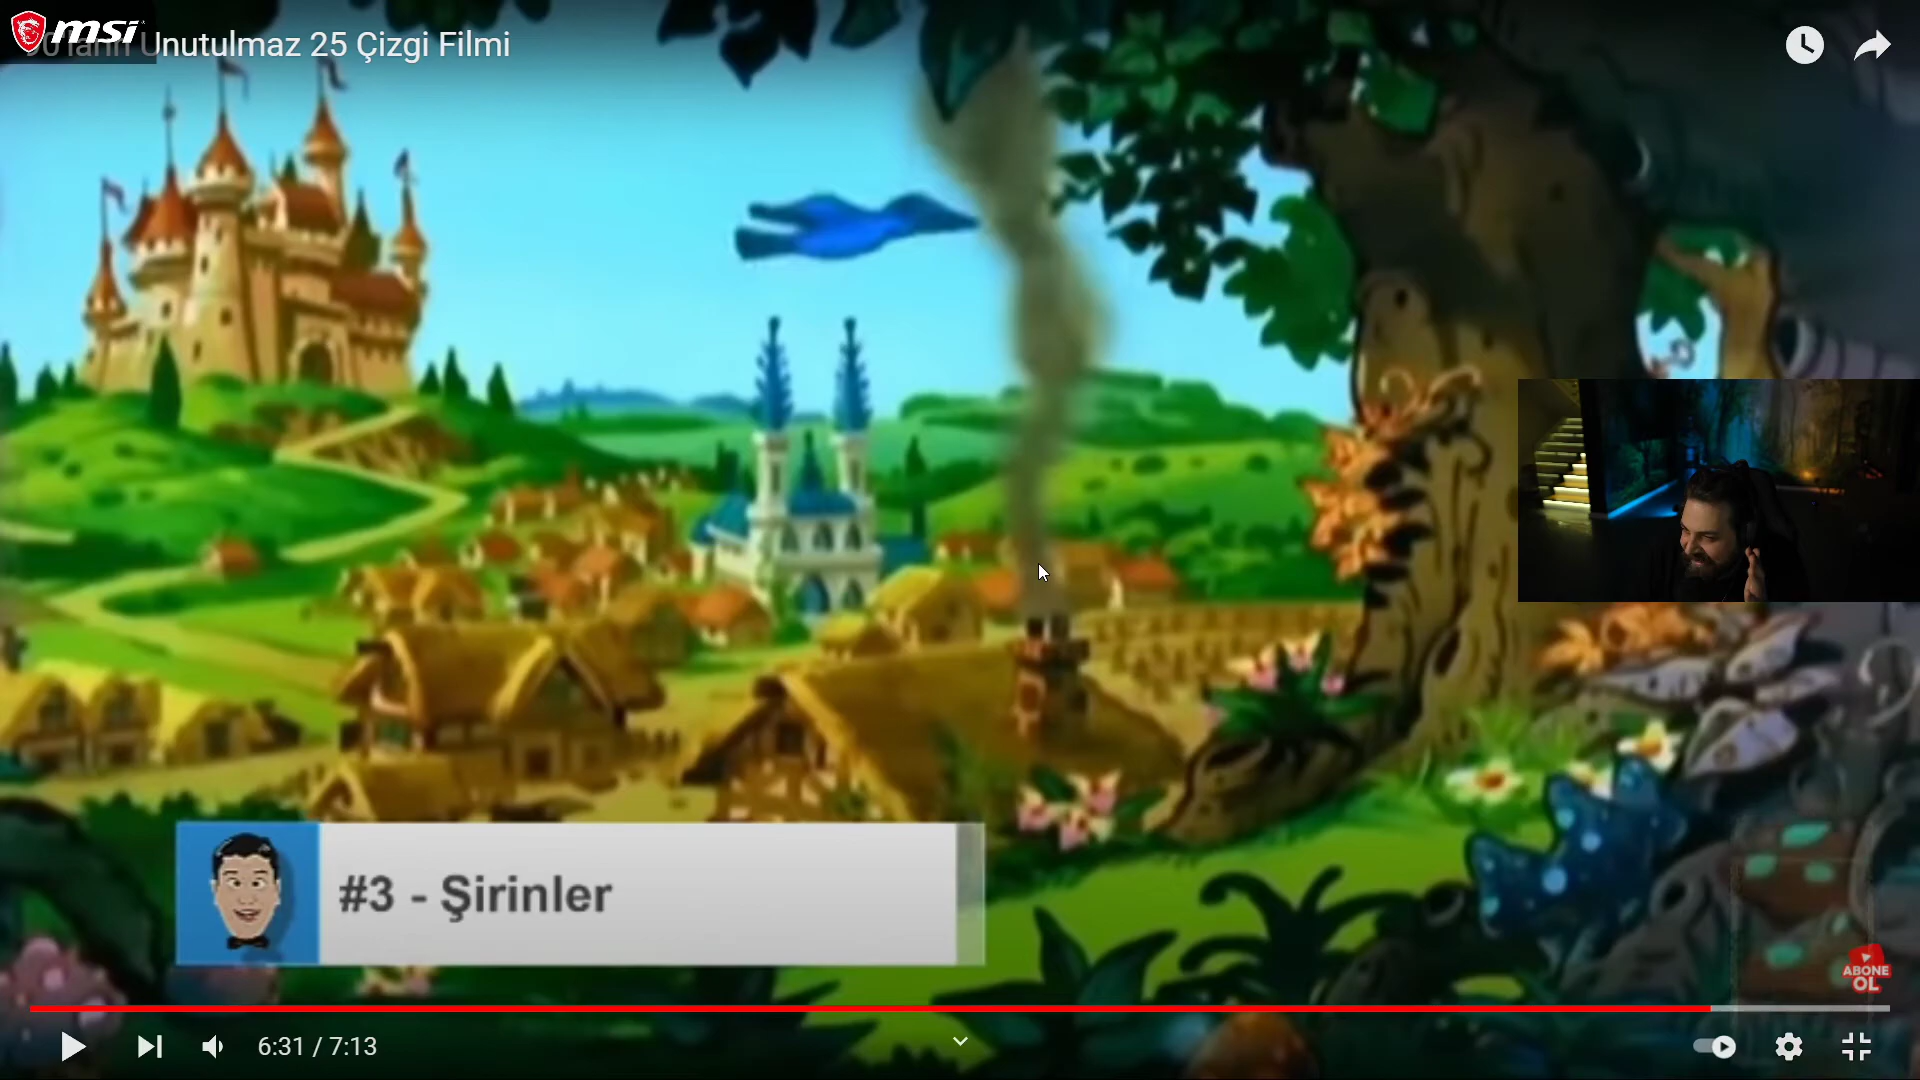 msi
Unutulmaz 25 Çizgi Filmi
#3 - Şirinler
ABONE
OL
6:31 / 7:13